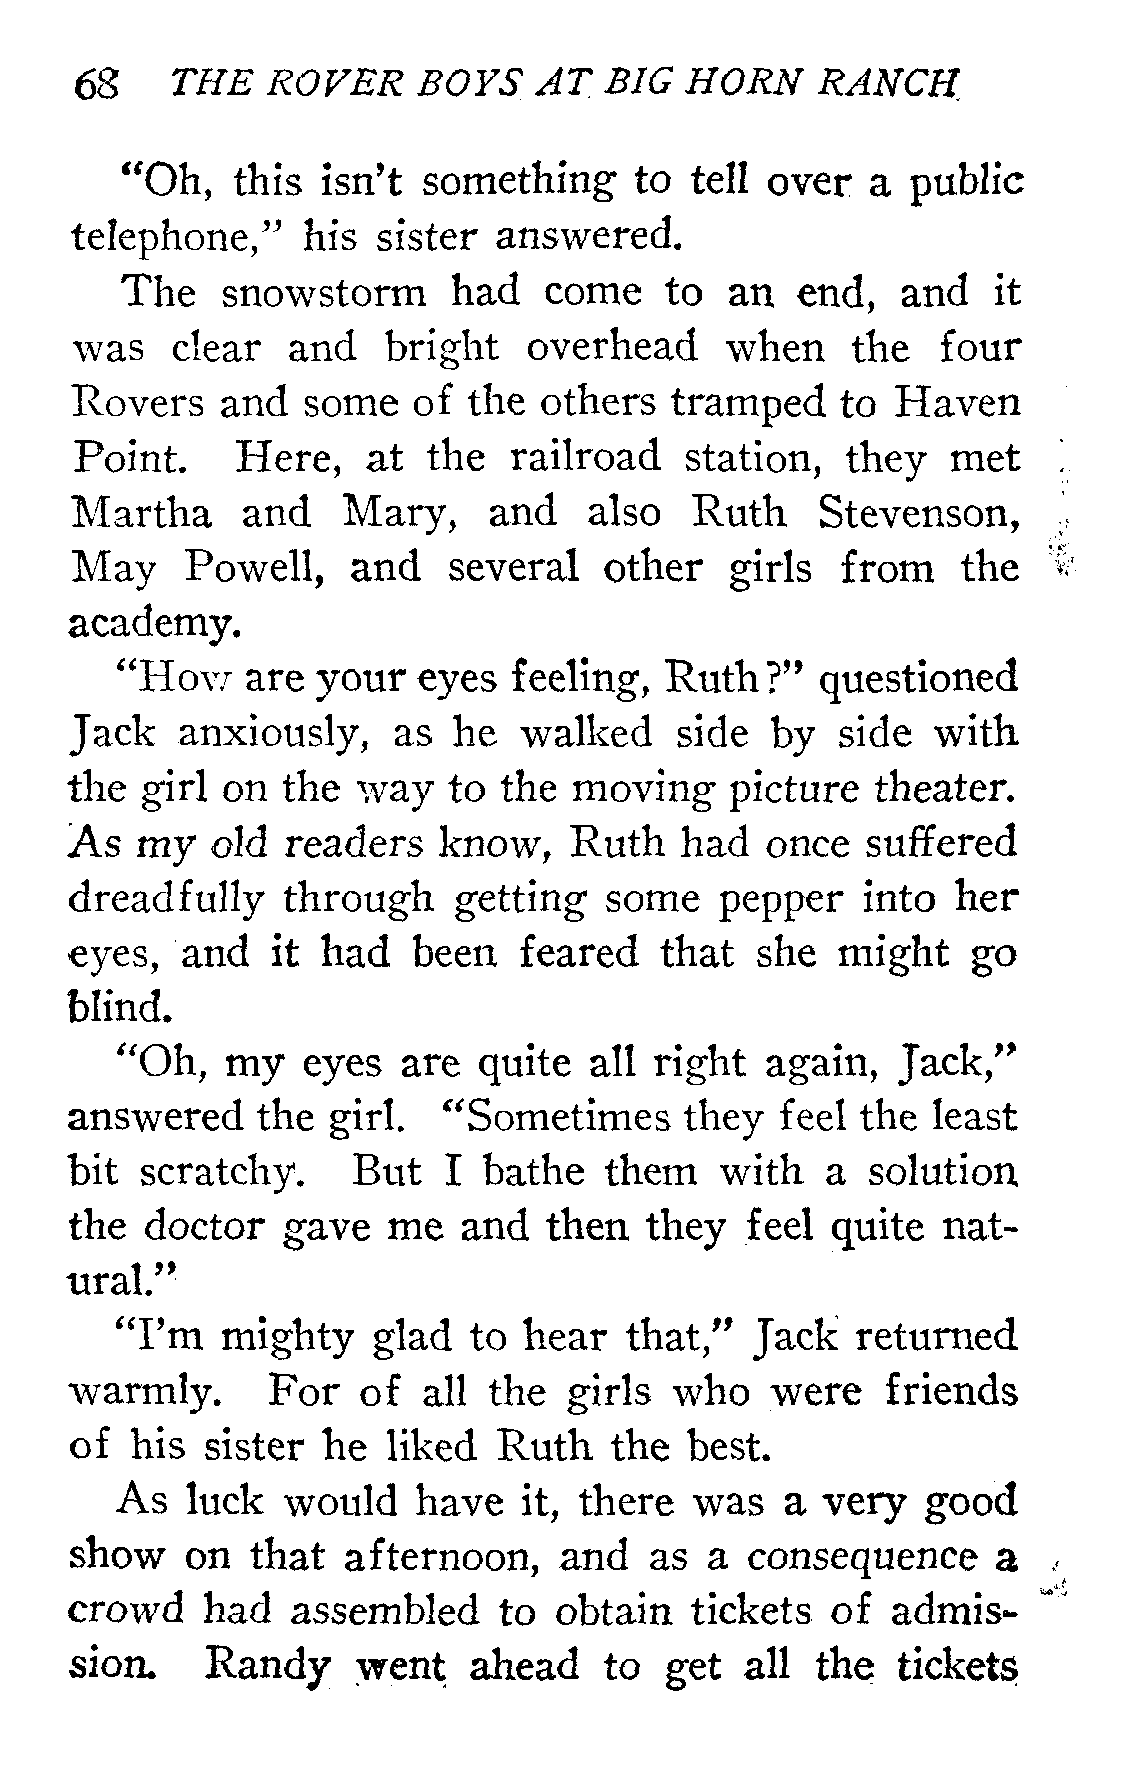 68 THE ROVER BOYS AT BIG HORN RANCH
“Oh, this isn’t something to tell over a public
telephone,” his sister answered.
The snowstorm had come to an end, and it
was clear and bright overhead when the four
Rovers and some of the others tramped to Haven
Point. Here, at the railroad station, they met
Martha and Mary, and also Ruth Stevenson,
May Powell, and several other girls from the
academy.
“How are your eyes feeling, Ruth?” questioned
Jack anxiously, as he walked side by side with
the girl on the way to the moving picture theater.
As my old readers know, Ruth had once suffered
dreadfully through getting some pepper into her
eyes, and it had been feared that she might go
blind.
“Oh, my eyes are quite all right again, Jack,”
answered the girl. “Sometimes they feel the least
bit scratchy. But I bathe them with a solution
the doctor gave me and then they feel quite nat-
ural.”
“I’m mighty glad to hear that,” Jack returned
warmly. For of all the girls who were friends
of his sister he liked Ruth the best.
As luck would have it, there was a very good
show on that afternoon, and as a consequence a
crowd had assembled to obtain tickets of admis-
sion. Randy went ahead to get all the tickets